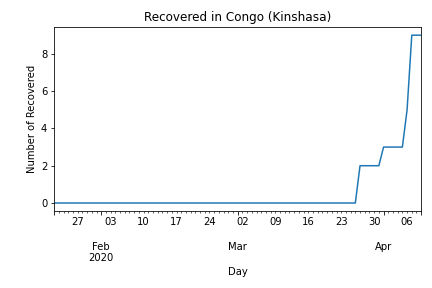 Recovered in Congo (Kinshasa)
Number of Recovered
8
6
4
2
0
27 03 10 17 24 02 09 16 23 30 06
Feb Mar Apr
2020
Day